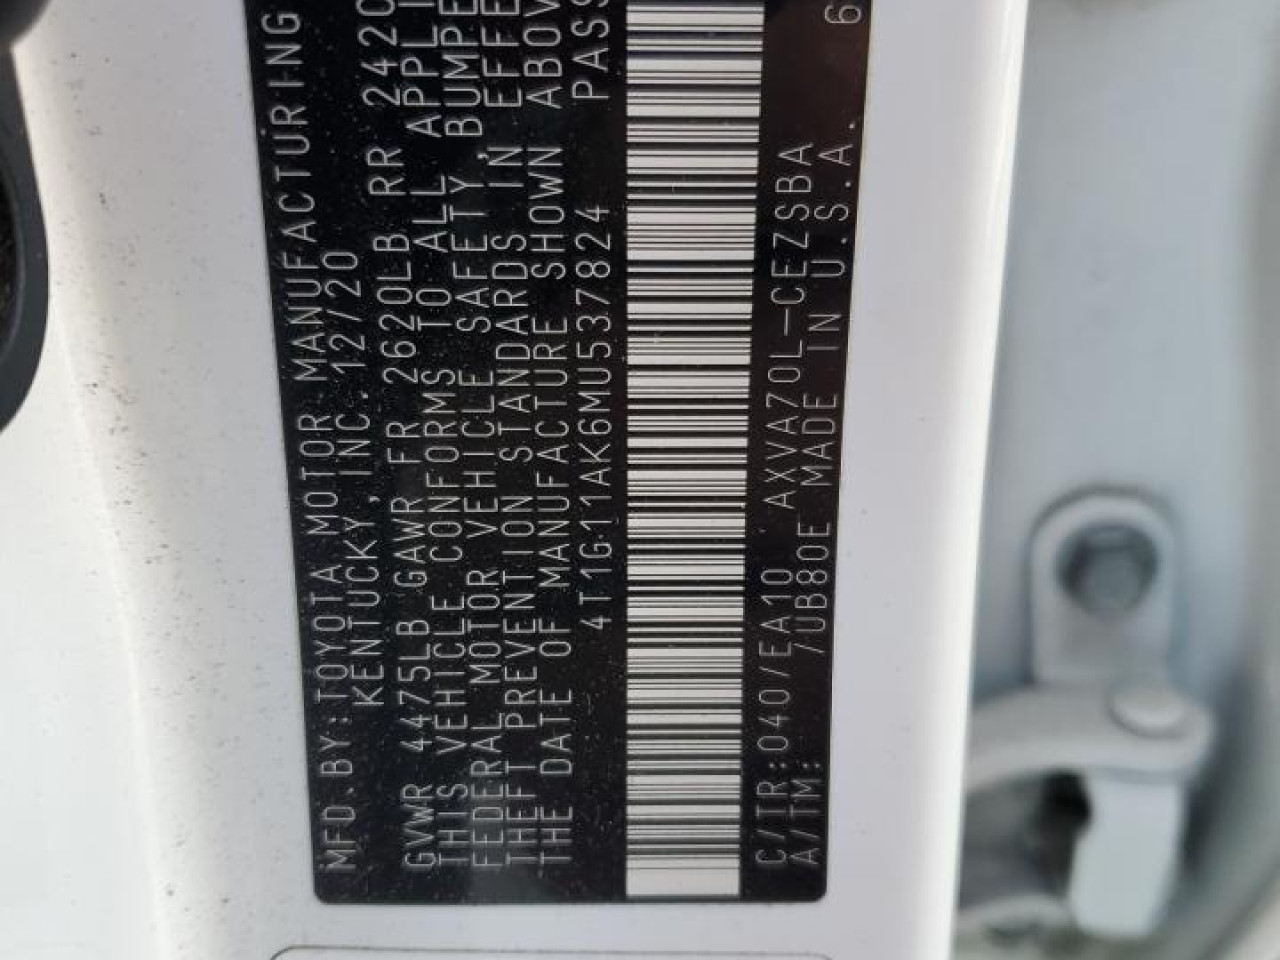 MFD.BY:TOYOTA MOTOR MANUFACTURING
KENTUCKY, INC. 12/20
GVWR 4475LB GAWR FR 2620LB RR 2420
THIS VEHICLE CONFORMS TO ALL APPLI
FEDERAL MOTOR VEHICLE SAFETY, BUMPE
THEFT PREVENTION STANDARDS IN EFFE
THE DATE OF MANUFACTURE SHOWN ABOV
4T1G11AK6MU537824 PASS
C/TR:040/EA10 AXVA70L-CEZSBA
A/TM: /UB80E MADE IN U.S.A. 6